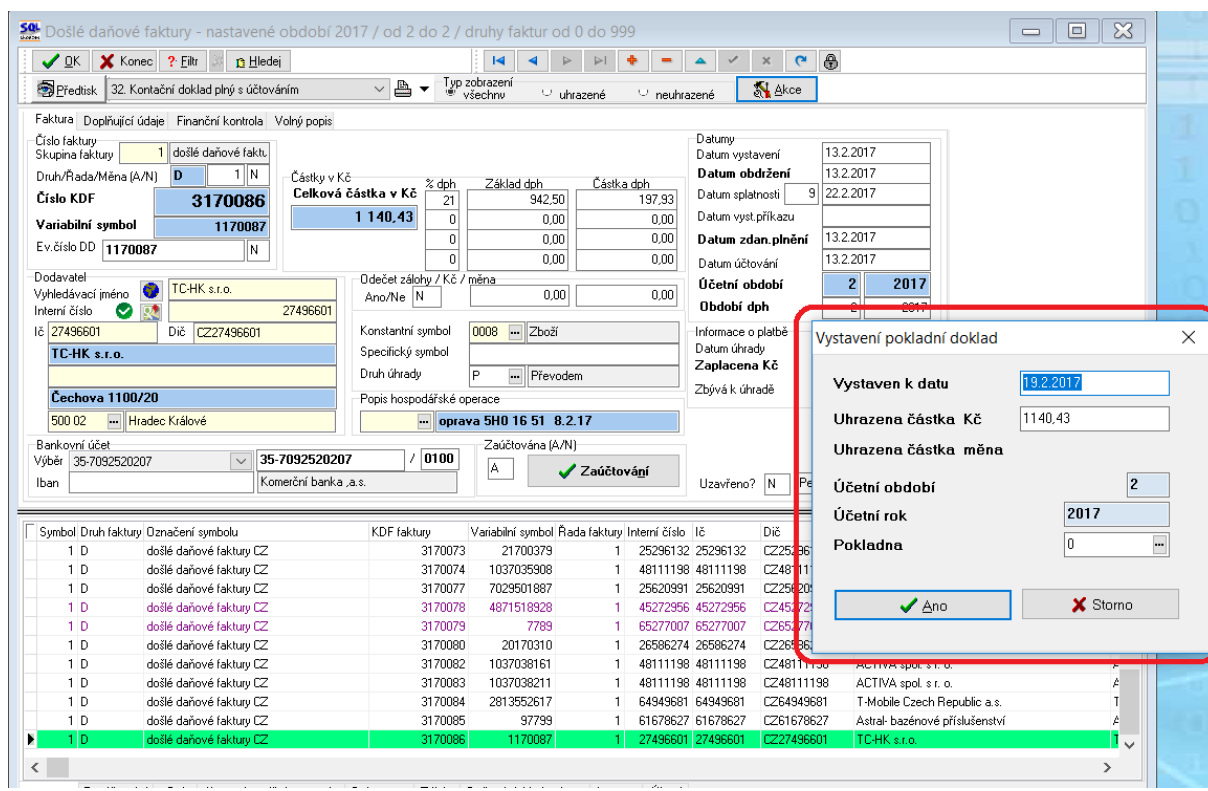 Došlé daňové faktury - nastavené období 2017 / od 2 do 2 / druhy faktur od 0 do 999
OK Konec Filtr Hledej
Předtisk 32. Kontační doklad plný s účtováním Typ zobrazení všechny uhrazené neuhrazené Akce
Faktura Doplňující údaje Finanční kontrola Volný popis
Číslo faktury
Skupina faktury 1 došlé daňové faktu
Druh/Řada/Měna (A/N) D 1 N
Číslo KDF 3170086
Variabilní symbol 1170087
Ev.číslo DD 1170087 N
Částky v Kč
Celková částka v Kč % dph Základ dph Částka dph
1 140,43
21 942,50 197,93
0 0,00 0,00
0 0,00 0,00
0 0,00 0,00
Datumy
Datum vystavení 13.2.2017
Datum obdržení 13.2.2017
Datum splatnosti 9 22.2.2017
Datum vyst.příkazu
Datum zdan.plnění 13.2.2017
Datum účtování 13.2.2017
Účetní období 2 2017
Období dph 2 2017
Dodavatel
Vyhledávací jméno TC-HK s.r.o.
Interní číslo 27496601
Ič 27496601 Dič CZ27496601
TC-HK s.r.o.
Čechova 1100/20
500 02 ... Hradec Králové
Odečet zálohy / Kč / měna
Ano/Ne N 0,00 0,00
Konstantní symbol 0008 ... Zboží
Specifický symbol
Druh úhrady P ... Převodem
Popis hospodářské operace
... oprava 5H0 16 51 8.2.17
Informace o platbě
Datum úhrady
Zaplacena Kč
Zbývá k úhradě
Bankovní účet
Výběr 35-7092520207 35-7092520207 / 0100
Iban Komerční banka ,a.s.
Zaúčtována (A/N)
A Zaúčtování
Uzavřeno? N Pe
Vystavení pokladní doklad
Vystaven k datu 19.2.2017
Uhrazena částka Kč 1140,43
Uhrazena částka měna
Účetní období 2
Účetní rok 2017
Pokladna 0 ...
Ano Storno
Symbol Druh faktury Označení symbolu KDF faktury Variabilní symbol Řada faktury Interní číslo Ič Dič
1 D došlé daňové faktury CZ 3170073 21700379 1 25296132 25296132
1 D došlé daňové faktury CZ 3170074 1037035908 1 48111198 48111198
1 D došlé daňové faktury CZ 3170077 7029501887 1 25620991 25620991
1 D došlé daňové faktury CZ 3170078 4871518928 1 45272956 45272956
1 D došlé daňové faktury CZ 3170079 7789 1 65277007 65277007
1 D došlé daňové faktury CZ 3170080 20170310 1 26586274 26586274
1 D došlé daňové faktury CZ 3170082 1037038161 1 48111198 48111198 CZ48111198 ACTIVA spol. s r. o.
1 D došlé daňové faktury CZ 3170083 1037038211 1 48111198 48111198 CZ48111198 ACTIVA spol. s r. o. A
1 D došlé daňové faktury CZ 3170084 2813552617 1 64949681 64949681 CZ64949681 T-Mobile Czech Republic a.s. T
1 D došlé daňové faktury CZ 3170085 97799 1 61678627 61678627 CZ61678627 Astral- bazénové příslušenství A
1 D došlé daňové faktury CZ 3170086 1170087 1 27496601 27496601 CZ27496601 TC-HK s.r.o. T